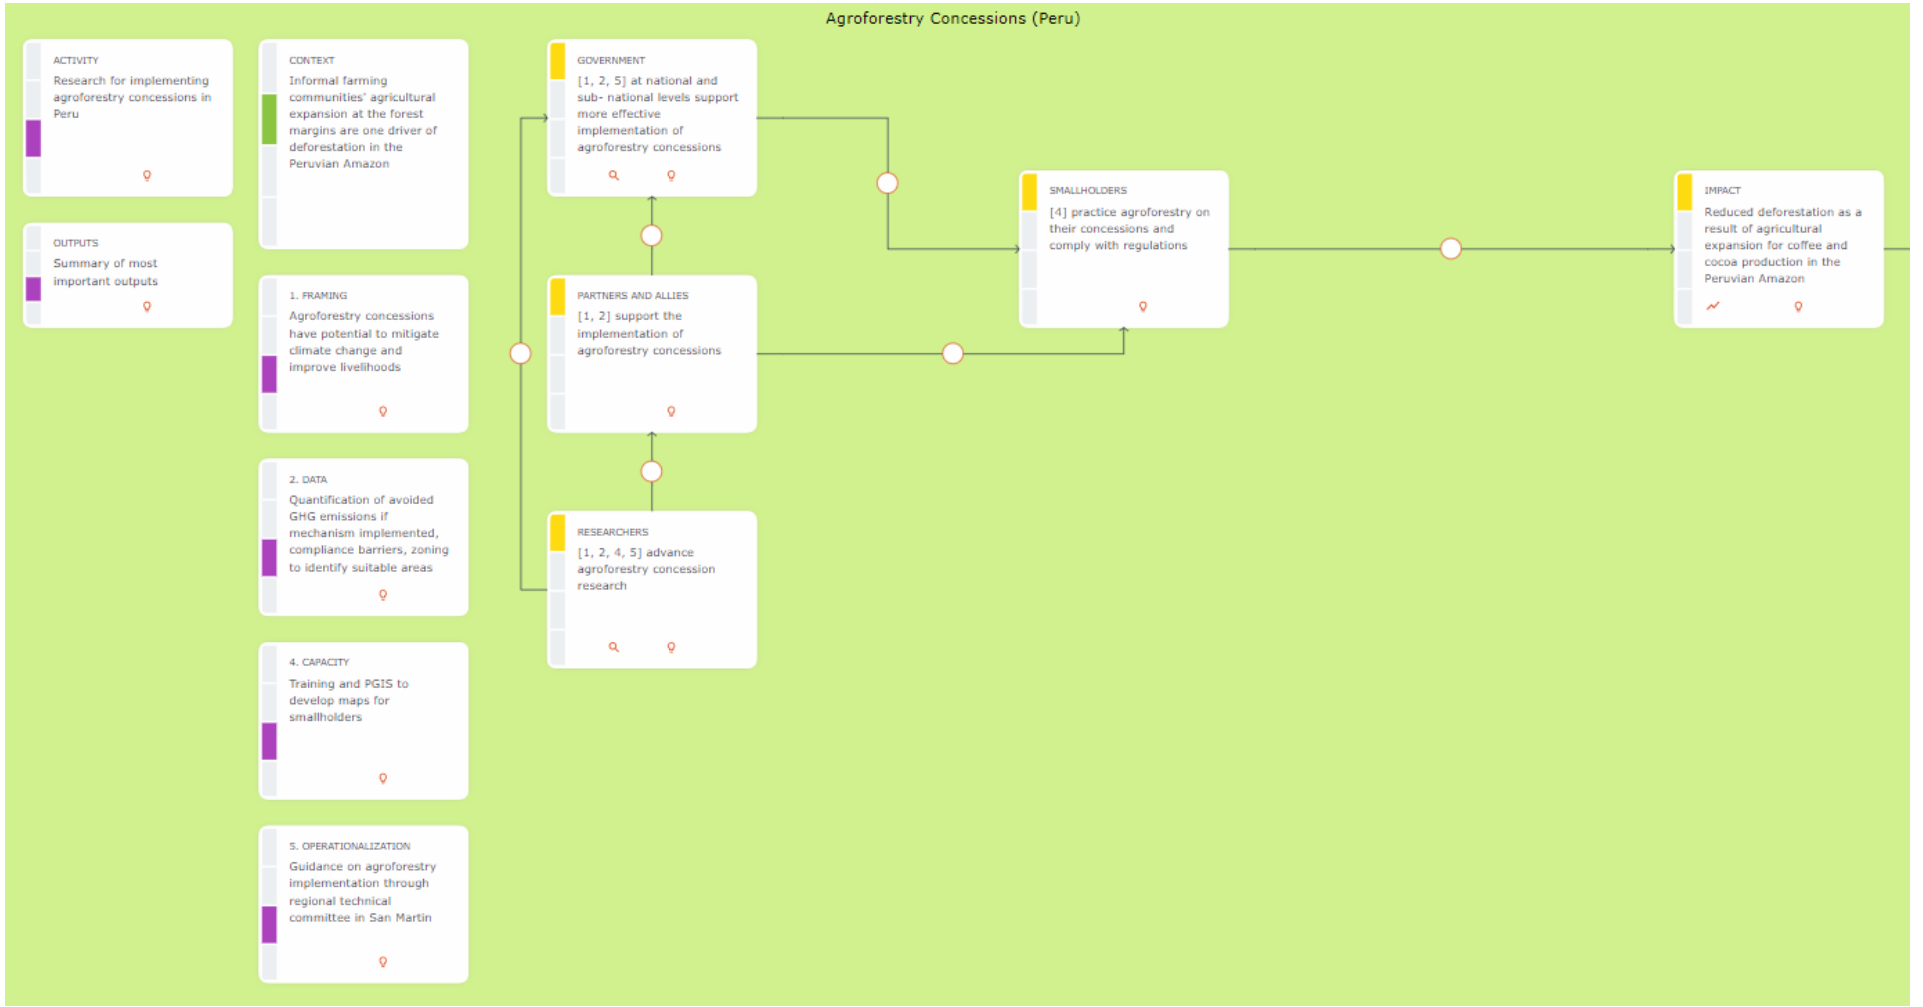 Agroforestry Concessions (Peru)
ACTIVITY
Research for implementing
agroforestry concessions in
Peru
OUTPUTS
Summary of most
important outputs
CONTEXT
Informal farming
communities' agricultural
expansion at the forest
margins are one driver of
deforestation in the
Peruvian Amazon
1. FRAMING
Agroforestry concessions
have potential to mitigate
climate change and
improve livelihoods
2. DATA
Quantification of avoided
GHG emissions if
mechanism implemented,
compliance barriers, zoning
to identify suitable areas
4. CAPACITY
Training and PGIS to
develop maps for
smallholders
5. OPERATIONALIZATION
Guidance on agroforestry
implementation through
regional technical
committee in San Martin
GOVERNMENT
[1, 2, 5] at national and
sub- national levels support
more effective
implementation of
agroforestry concessions
PARTNERS AND ALLIES
[1, 2] support the
implementation of
agroforestry concessions
RESEARCHERS
[1, 2, 4, 5] advance
agroforestry concession
research
SMALLHOLDERS
[4] practice agroforestry on
their concessions and
comply with regulations
IMPACT
Reduced deforestation as a
result of agricultural
expansion for coffee and
cocoa production in the
Peruvian Amazon